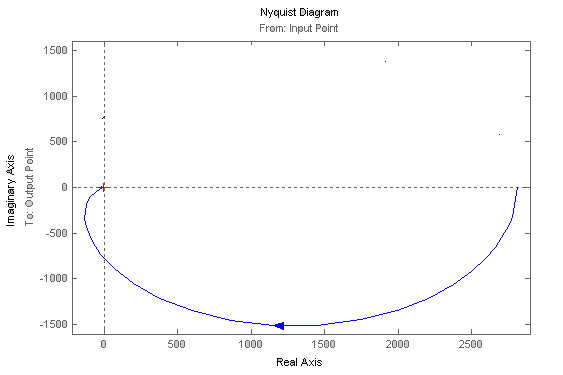 Nyquist Diagram
From: Input Point
Imaginary Axis
To: Output Point
1500
1000
500
0
-500
-1000
-1500
0
500
1000
1500
2000
2500
Real Axis